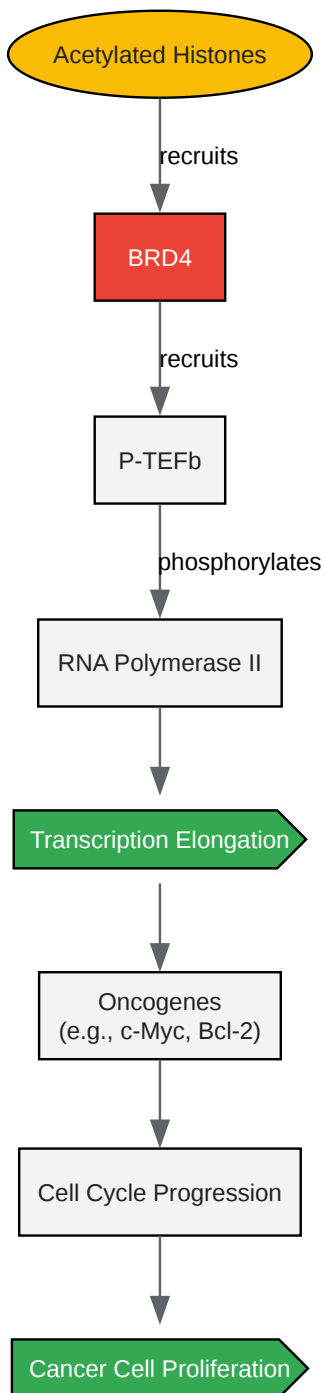 Acetylated Histones
recruits
BRD4
recruits
P-TEFb
phosphorylates
RNA Polymerase II
Transcription Elongation
Oncogenes
(e.g., c-Myc, Bcl-2)
Cell Cycle Progression
Cancer Cell Proliferation